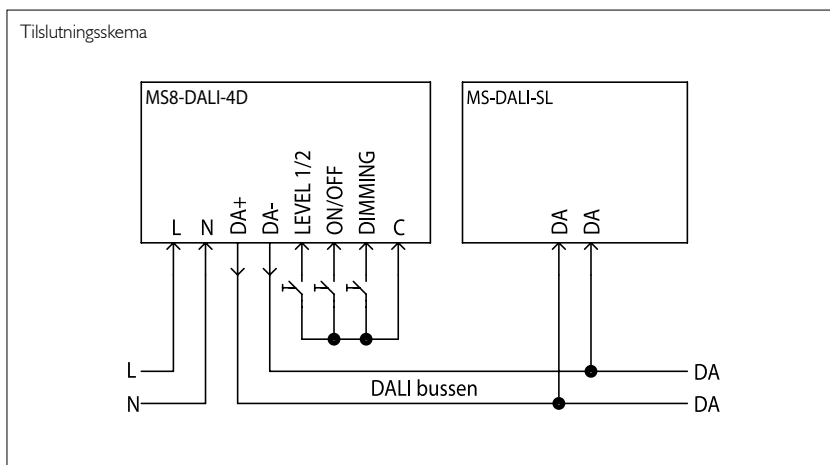 Tilslutningsskema
MS8-DALI-4D
MS-DALI-SL
L
N
DA+
DA-
LEVEL 1/2
ON/OFF
DIMMING
C
DA
DA
L
DA
DALI bussen
N
DA